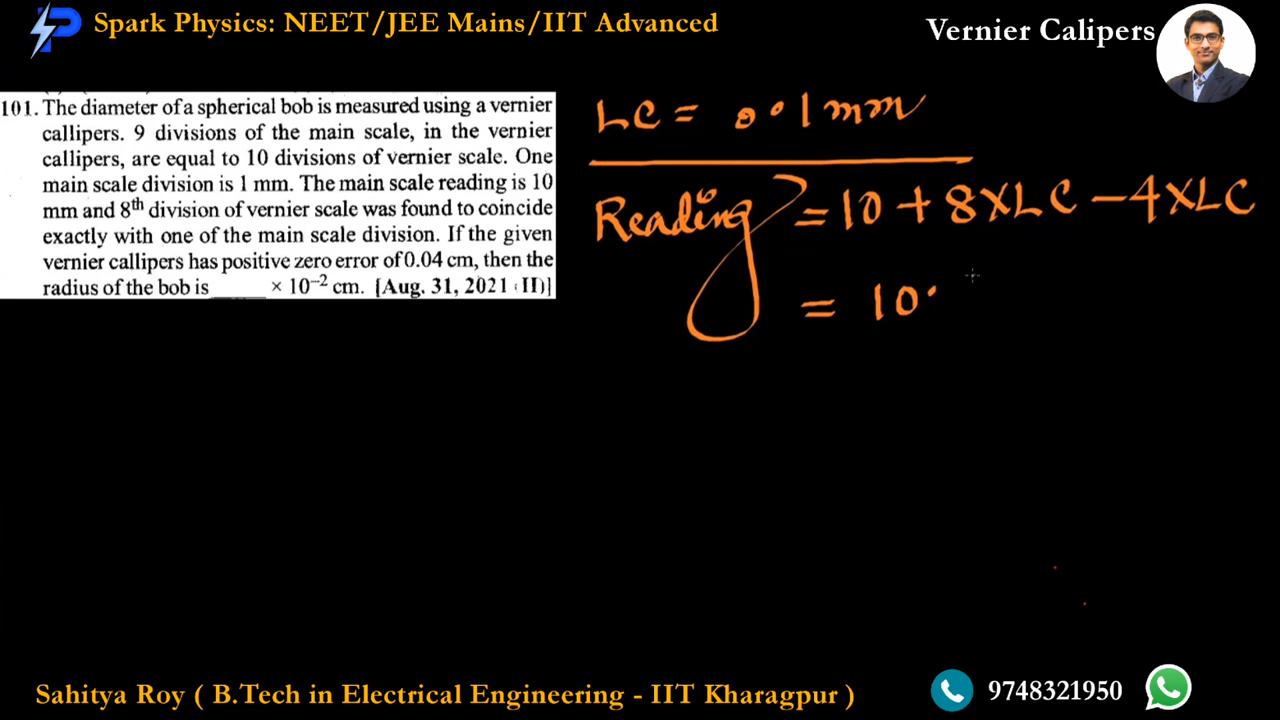 Spark Physics: NEET/JEE Mains/IIT Advanced
Vernier Calipers
101. The diameter of a spherical bob is measured using a vernier
callipers. 9 divisions of the main scale, in the vernier
callipers, are equal to 10 divisions of vernier scale. One
main scale division is 1 mm. The main scale reading is 10
mm and 8th division of vernier scale was found to coincide
exactly with one of the main scale division. If the given
vernier callipers has positive zero error of 0.04 cm, then the
radius of the bob is _____ × 10⁻² cm. [Aug. 31, 2021 (II)]
LC = 0.1 mm
Reading = 10 + 8×LC − 4×LC
= 10.
Sahitya Roy ( B.Tech in Electrical Engineering - IIT Kharagpur )
9748321950